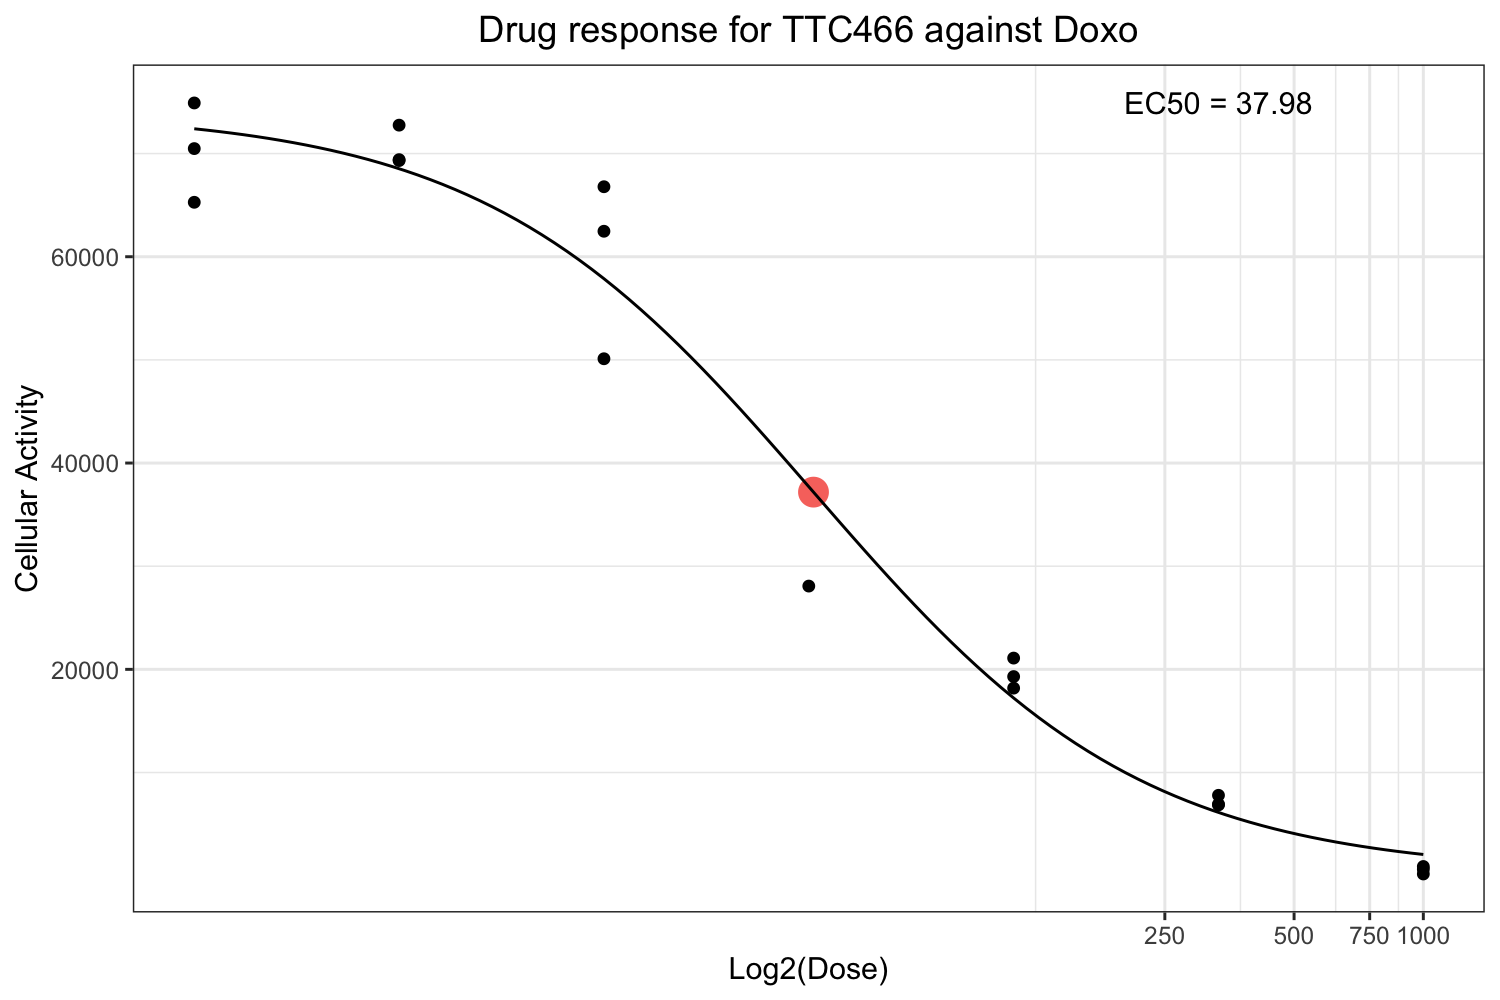 Drug response for TTC466 against Doxo
EC50 = 37.98
60000
40000
20000
Cellular Activity
250 500 750 1000
Log2(Dose)